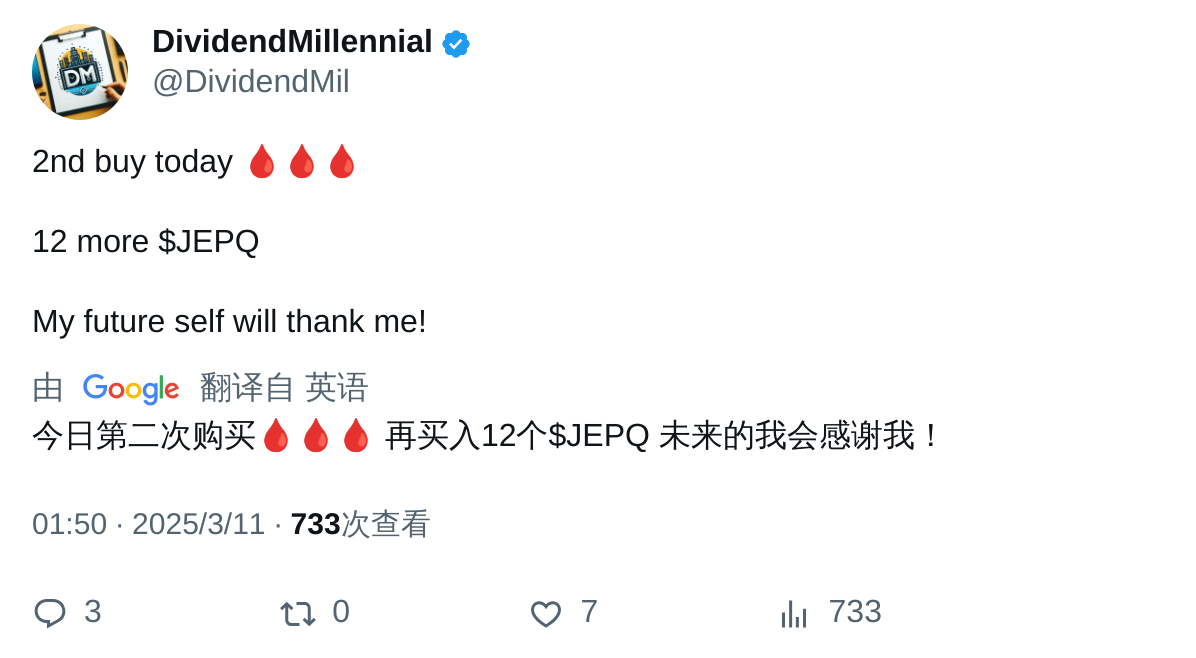 DM
DividendMillennial
@DividendMil
2nd buy today 🩸🩸🩸
12 more $JEPQ
My future self will thank me!
由 Google 翻译自 英语
今日第二次购买🩸🩸🩸 再买入12个$JEPQ 未来的我会感谢我！
01:50 · 2025/3/11 · 733次查看
3 0 7 733